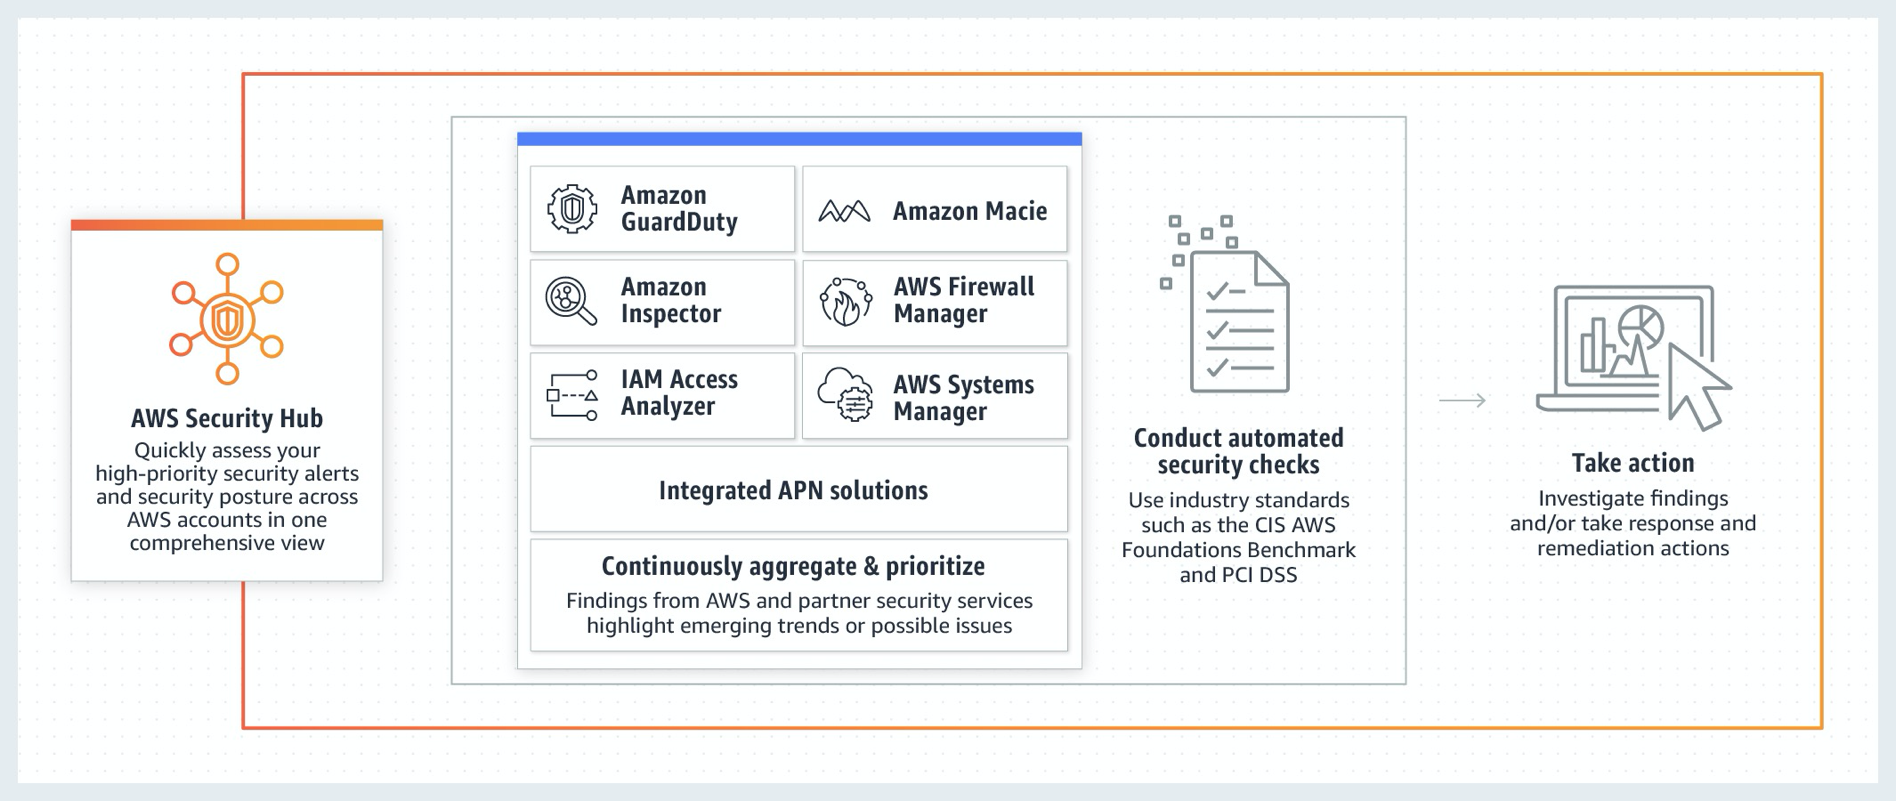 AWS Security Hub
Quickly assess your
high-priority security alerts
and security posture across
AWS accounts in one
comprehensive view
Amazon
GuardDuty
Amazon Macie
Amazon
Inspector
AWS Firewall
Manager
IAM Access
Analyzer
AWS Systems
Manager
Integrated APN solutions
Continuously aggregate & prioritize
Findings from AWS and partner security services
highlight emerging trends or possible issues
Conduct automated
security checks
Use industry standards
such as the CIS AWS
Foundations Benchmark
and PCI DSS
Take action
Investigate findings
and/or take response and
remediation actions